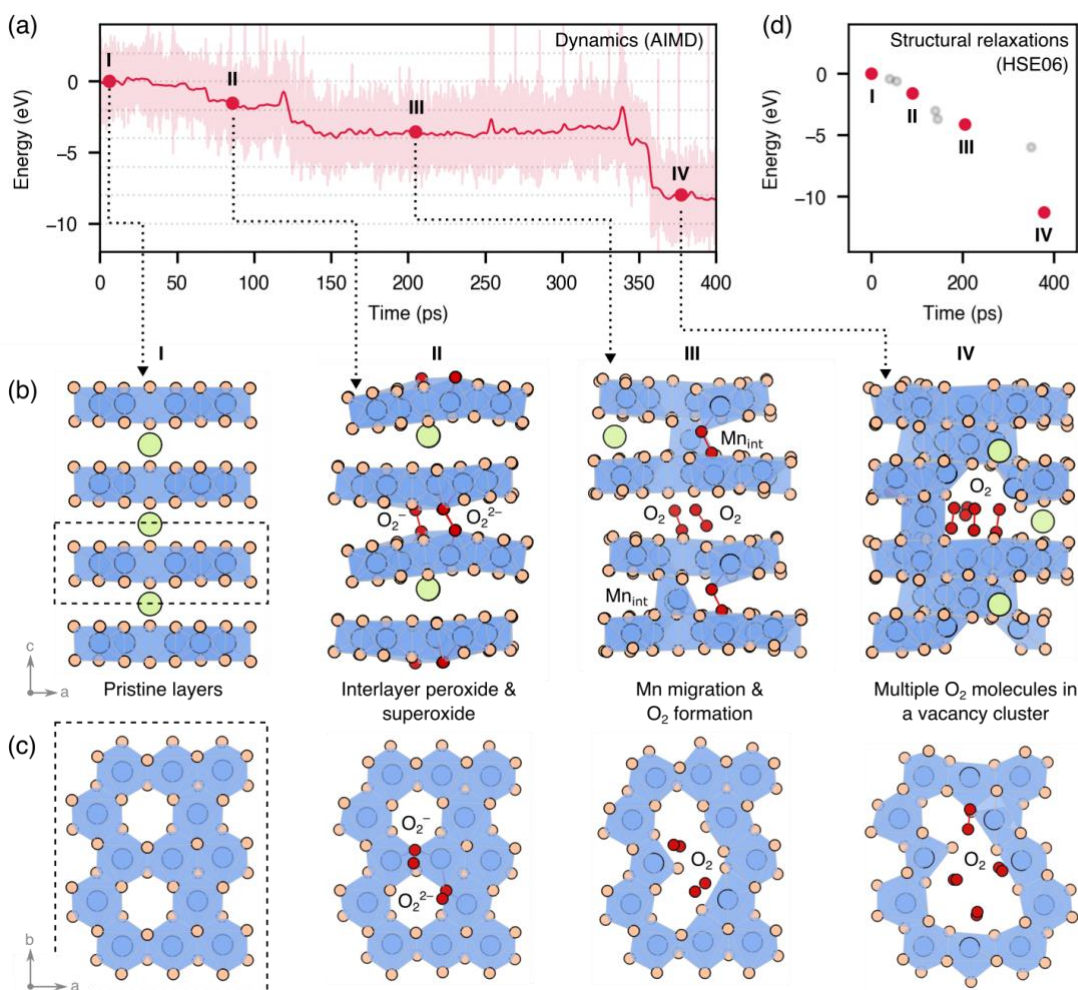 (a)
Dynamics (AIMD)
I
II
III
IV
Energy (eV)
0
−5
−10
0
50
100
150
200
250
300
350
400
Time (ps)
(d)
Structural relaxations
(HSE06)
I
II
III
IV
Energy (eV)
0
−5
−10
0
200
400
Time (ps)
I
II
III
IV
(b)
O₂⁻
O₂²⁻
Mnᵢₙₜ
O₂
O₂
Mnᵢₙₜ
O₂
c
a
Pristine layers
Interlayer peroxide &
superoxide
Mn migration &
O₂ formation
Multiple O₂ molecules in
a vacancy cluster
(c)
O₂⁻
O₂²⁻
O₂
O₂
b
a